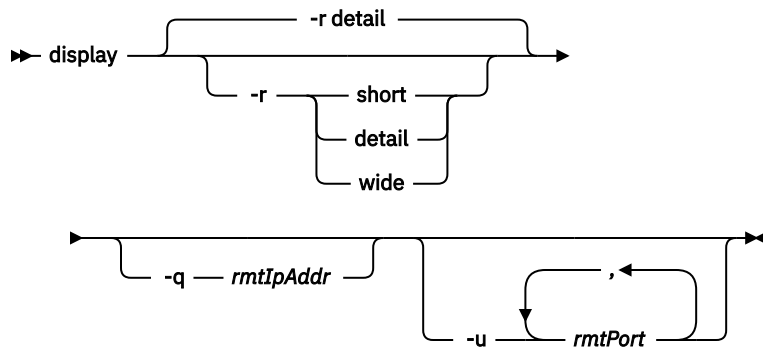 -r detail
display
-r short
detail
wide
-q rmtIpAddr
,
-u rmtPort